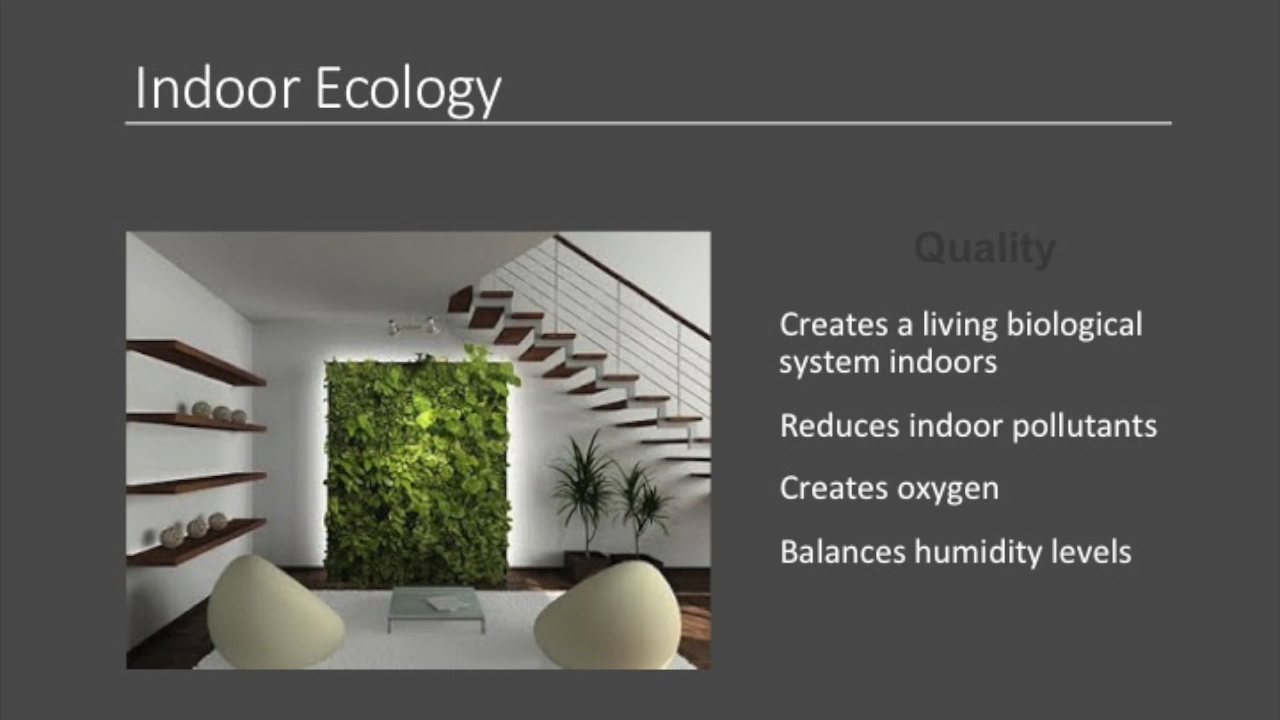 Indoor Ecology
Quality
Creates a living biological
system indoors
Reduces indoor pollutants
Creates oxygen
Balances humidity levels